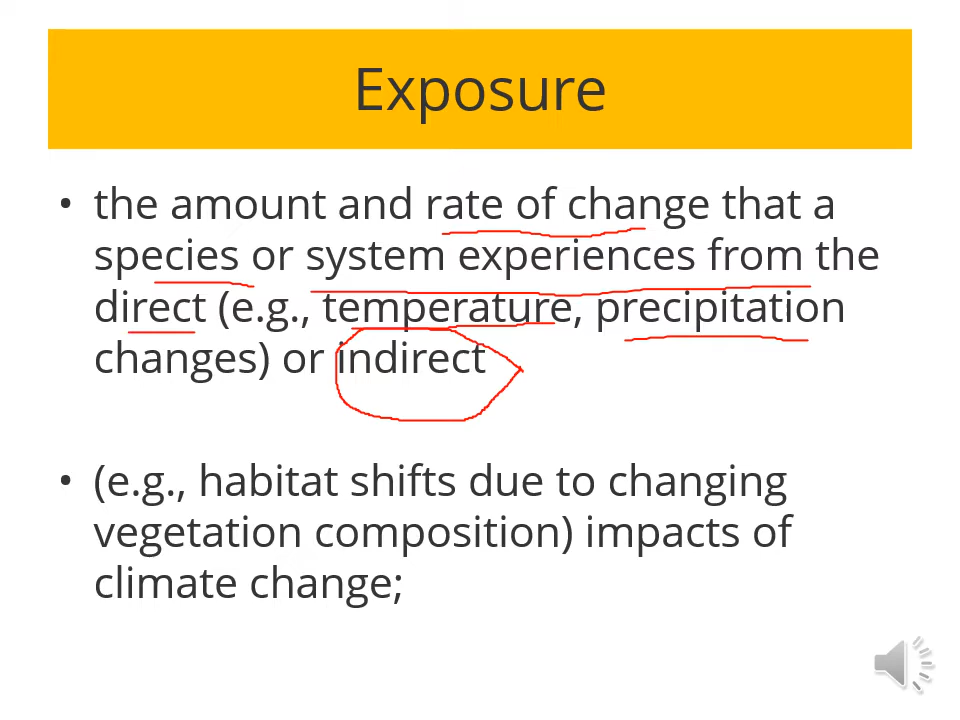 Exposure
• the amount and rate of change that a
species or system experiences from the
direct (e.g., temperature, precipitation
changes) or indirect
• (e.g., habitat shifts due to changing
vegetation composition) impacts of
climate change;